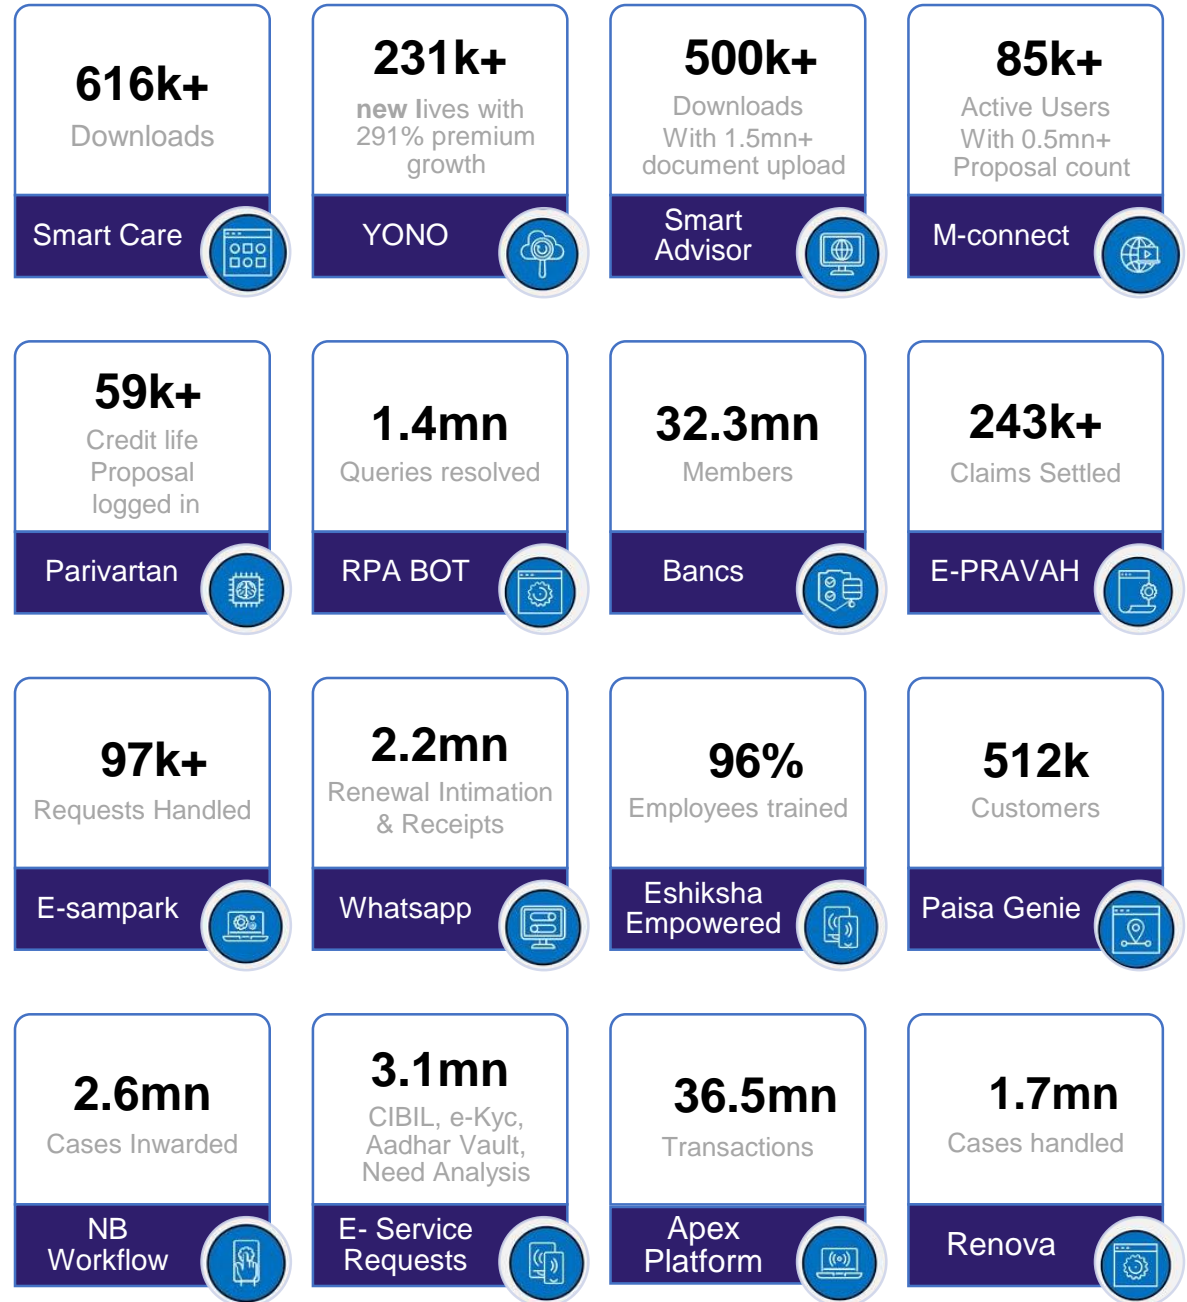 616k+
Downloads
Smart Care
231k+
new lives with
291% premium
growth
YONO
500k+
Downloads
With 1.5mn+
document upload
Smart
Advisor
85k+
Active Users
With 0.5mn+
Proposal count
M-connect
59k+
Credit life
Proposal
logged in
Parivartan
1.4mn
Queries resolved
RPA BOT
32.3mn
Members
Bancs
243k+
Claims Settled
E-PRAVAH
97k+
Requests Handled
E-sampark
2.2mn
Renewal Intimation
& Receipts
Whatsapp
96%
Employees trained
Eshiksha
Empowered
512k
Customers
Paisa Genie
2.6mn
Cases Inwarded
NB
Workflow
3.1mn
CIBIL, e-Kyc,
Aadhar Vault,
Need Analysis
E- Service
Requests
36.5mn
Transactions
Apex
Platform
1.7mn
Cases handled
Renova